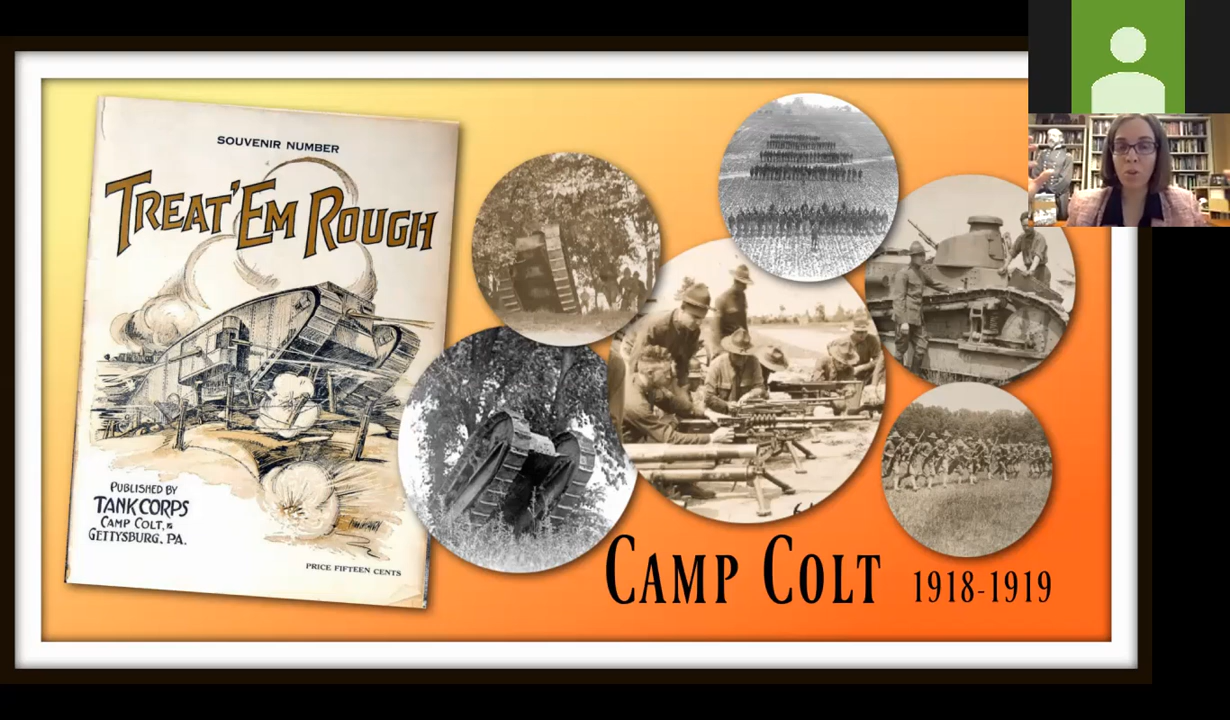 SOUVENIR NUMBER
TREAT'EM ROUGH
PUBLISHED BY
TANK CORPS
CAMP COLT,
GETTYSBURG, PA.
PRICE FIFTEEN CENTS
CAMP COLT 1918-1919